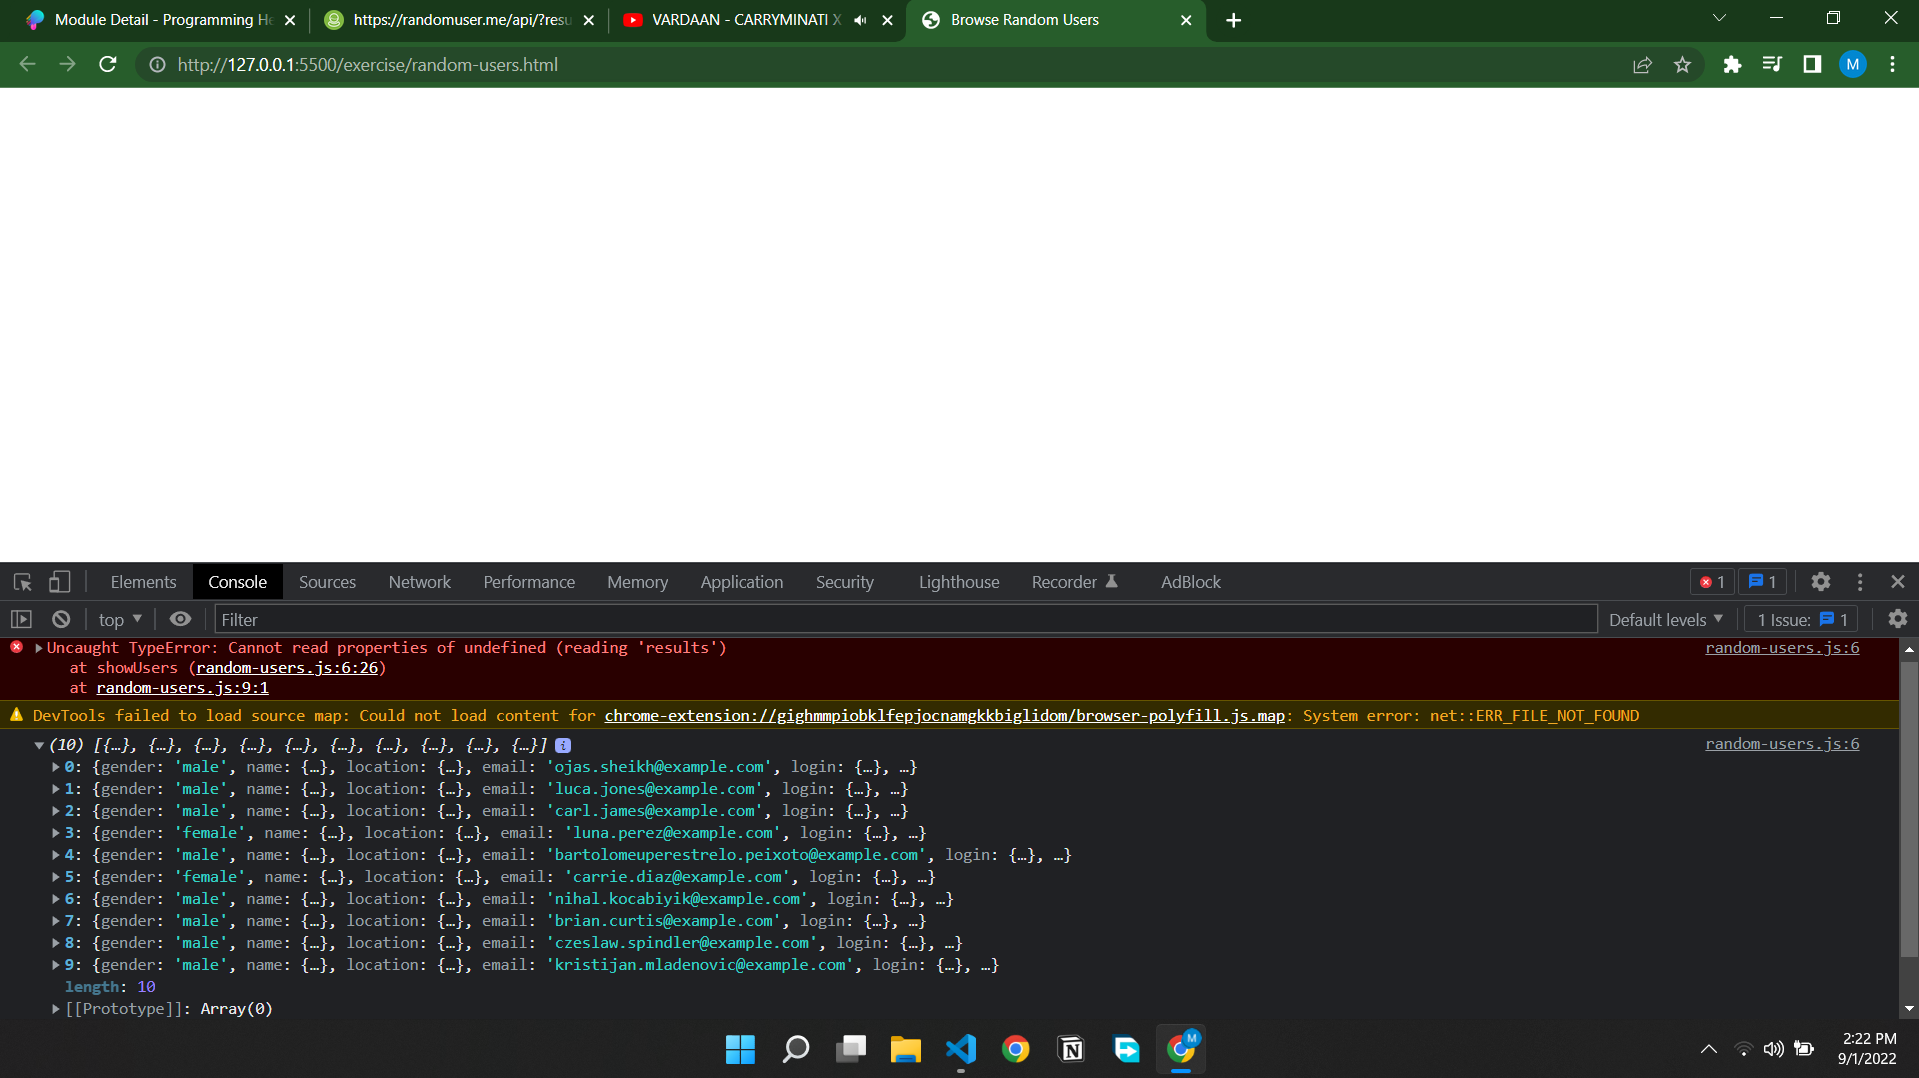 Module Detail - Programming He
https://randomuser.me/api/?resu
VARDAAN - CARRYMINATI X
Browse Random Users
http://127.0.0.1:5500/exercise/random-users.html
M
Elements Console Sources Network Performance Memory Application Security Lighthouse Recorder AdBlock
1 1
top Filter Default levels 1 Issue: 1
Uncaught TypeError: Cannot read properties of undefined (reading 'results') random-users.js:6
at showUsers (random-users.js:6:26)
at random-users.js:9:1
DevTools failed to load source map: Could not load content for chrome-extension://gighmmpiobklfepjocnamgkkbiglidom/browser-polyfill.js.map: System error: net::ERR_FILE_NOT_FOUND
(10) [{…}, {…}, {…}, {…}, {…}, {…}, {…}, {…}, {…}, {…}] i random-users.js:6
0: {gender: 'male', name: {…}, location: {…}, email: 'ojas.sheikh@example.com', login: {…}, …}
1: {gender: 'male', name: {…}, location: {…}, email: 'luca.jones@example.com', login: {…}, …}
2: {gender: 'male', name: {…}, location: {…}, email: 'carl.james@example.com', login: {…}, …}
3: {gender: 'female', name: {…}, location: {…}, email: 'luna.perez@example.com', login: {…}, …}
4: {gender: 'male', name: {…}, location: {…}, email: 'bartolomeuperestrelo.peixoto@example.com', login: {…}, …}
5: {gender: 'female', name: {…}, location: {…}, email: 'carrie.diaz@example.com', login: {…}, …}
6: {gender: 'male', name: {…}, location: {…}, email: 'nihal.kocabiyik@example.com', login: {…}, …}
7: {gender: 'male', name: {…}, location: {…}, email: 'brian.curtis@example.com', login: {…}, …}
8: {gender: 'male', name: {…}, location: {…}, email: 'czeslaw.spindler@example.com', login: {…}, …}
9: {gender: 'male', name: {…}, location: {…}, email: 'kristijan.mladenovic@example.com', login: {…}, …}
length: 10
[[Prototype]]: Array(0)
M
2:22 PM
9/1/2022